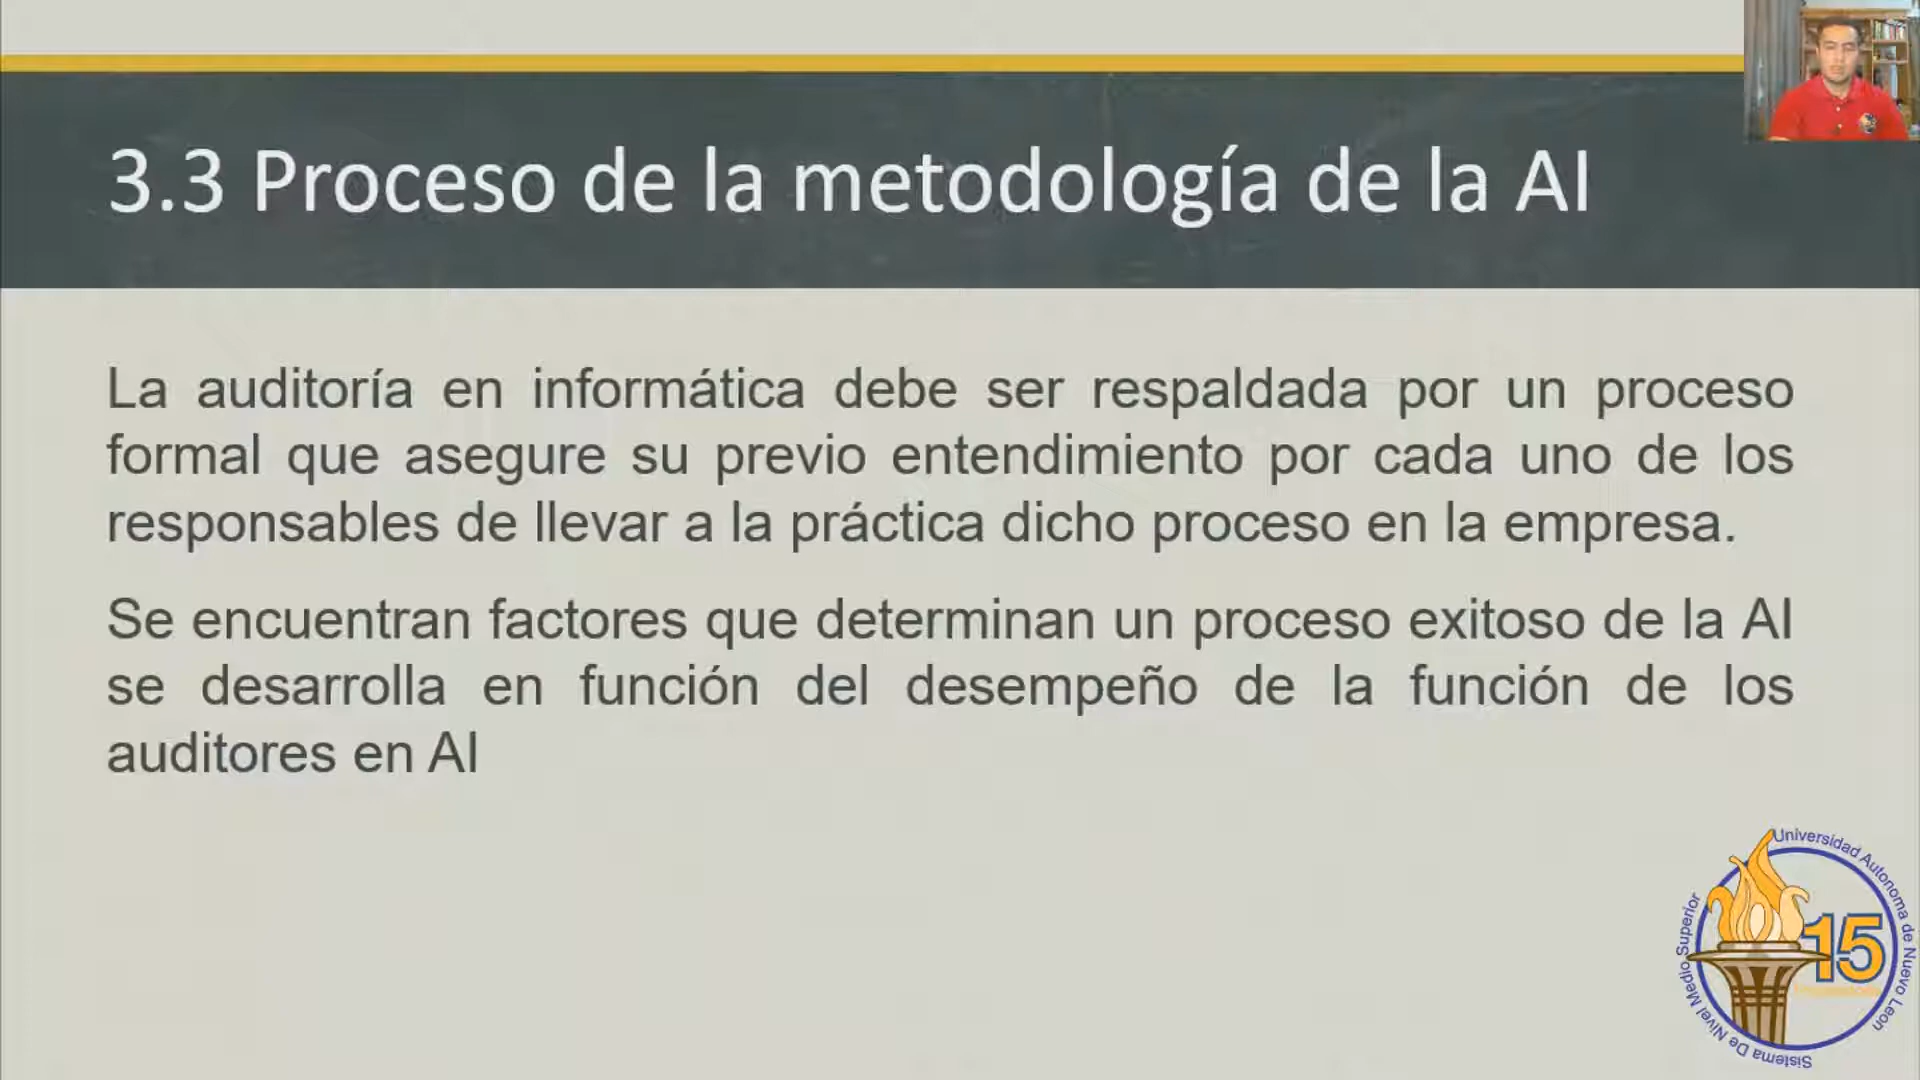 3.3 Proceso de la metodología de la AI
La auditoría en informática debe ser respaldada por un proceso
formal que asegure su previo entendimiento por cada uno de los
responsables de llevar a la práctica dicho proceso en la empresa.
Se encuentran factores que determinan un proceso exitoso de la AI
se desarrolla en función del desempeño de la función de los
auditores en AI
Universidad Autonoma de Nuevo Leon
15
Sistema De Nivel Medio Superior